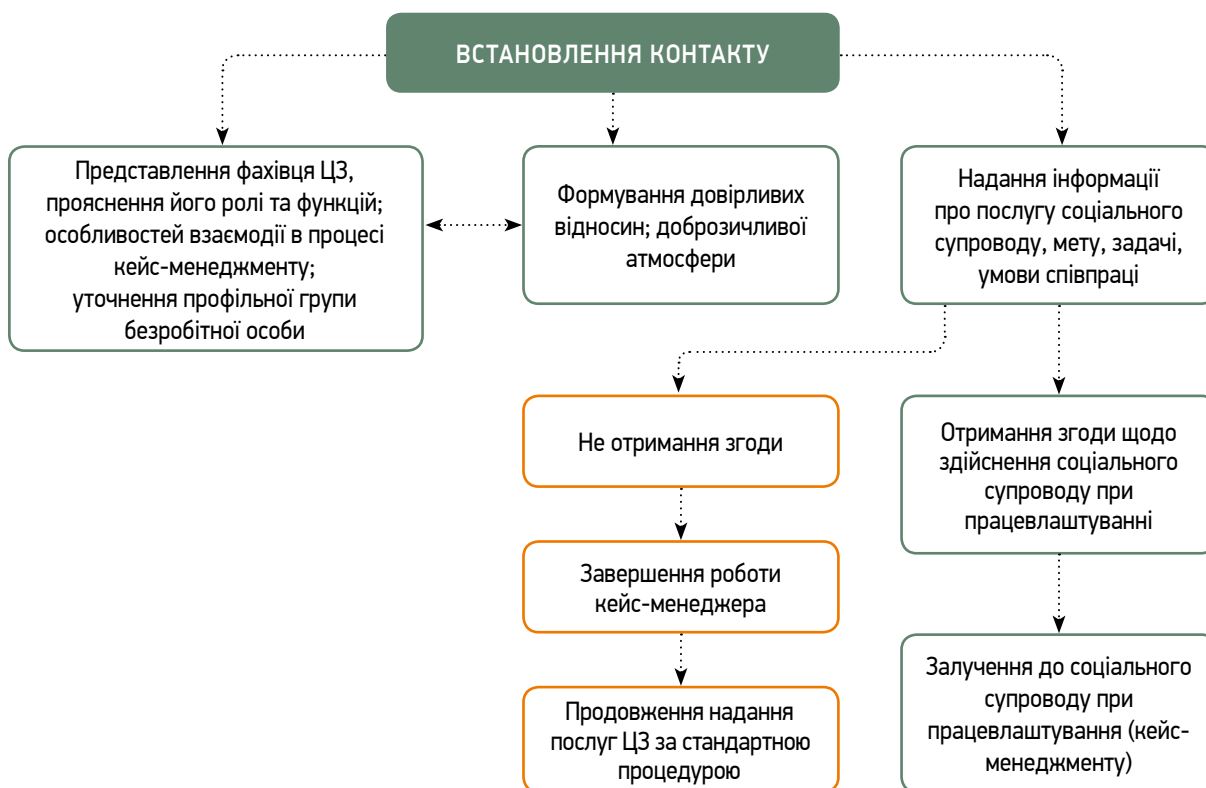 ВСТАНОВЛЕННЯ КОНТАКТУ
Представлення фахівця ЦЗ,
прояснення його ролі та функцій;
особливостей взаємодії в процесі
кейс-менеджменту;
уточнення профільної групи
безробітної особи
Формування довірливих
відносин; доброзичливої
атмосфери
Надання інформації
про послугу соціального
супроводу, мету, задачі,
умови співпраці
Не отримання згоди
Завершення роботи
кейс-менеджера
Продовження надання
послуг ЦЗ за стандартною
процедурою
Отримання згоди щодо
здійснення соціального
супроводу при
працевлаштуванні
Залучення до соціального
супроводу при
працевлаштування (кейс-
менеджменту)